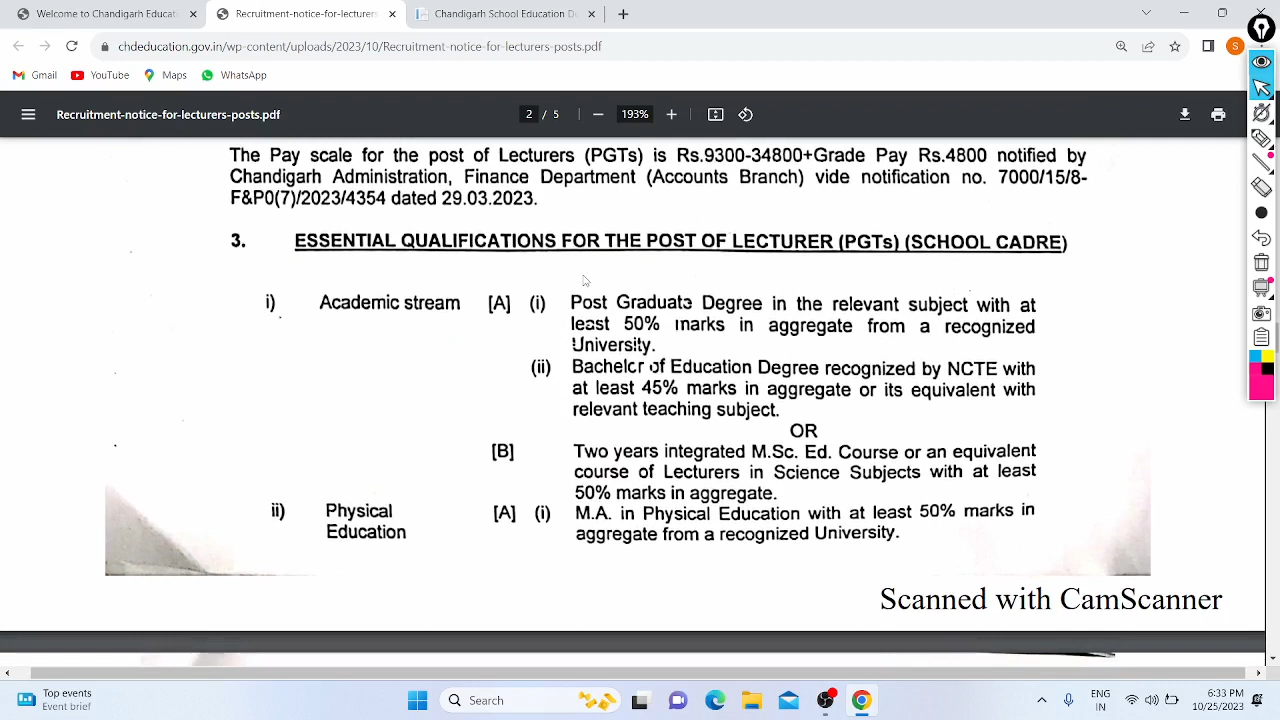 Welcome to Chandigarh Educat
Recruitment-notice-for-lecturers
Chandigarh School Education De
chdeducation.gov.in/wp-content/uploads/2023/10/Recruitment-notice-for-lecturers-posts.pdf
S
Gmail YouTube Maps WhatsApp
Recruitment-notice-for-lecturers-posts.pdf 2 / 5 193%
The Pay scale for the post of Lecturers (PGTs) is Rs.9300-34800+Grade Pay Rs.4800 notified by
Chandigarh Administration, Finance Department (Accounts Branch) vide notification no. 7000/15/8-
F&P0(7)/2023/4354 dated 29.03.2023.
3. ESSENTIAL QUALIFICATIONS FOR THE POST OF LECTURER (PGTs) (SCHOOL CADRE)
i) Academic stream [A] (i) Post Graduate Degree in the relevant subject with at
least 50% marks in aggregate from a recognized
University.
(ii) Bachelor of Education Degree recognized by NCTE with
at least 45% marks in aggregate or its equivalent with
relevant teaching subject.
OR
[B] Two years integrated M.Sc. Ed. Course or an equivalent
course of Lecturers in Science Subjects with at least
50% marks in aggregate.
ii) Physical [A] (i) M.A. in Physical Education with at least 50% marks in
Education aggregate from a recognized University.
Scanned with CamScanner
Top events
Event brief
Search
ENG
IN
6:33 PM
10/25/2023